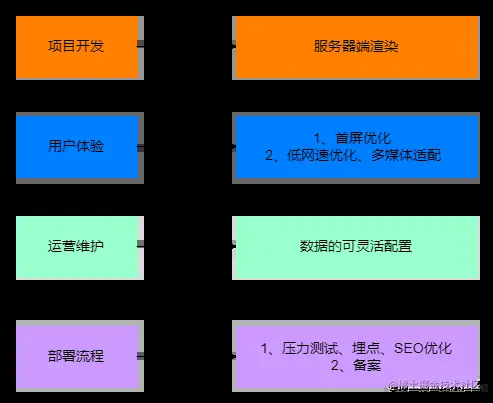 项目开发
服务器端渲染
用户体验
1、首屏优化
2、低网速优化、多媒体适配
运营维护
数据的可灵活配置
部署流程
1、压力测试、埋点、SEO优化
2、备案
@稀土掘金技术社区